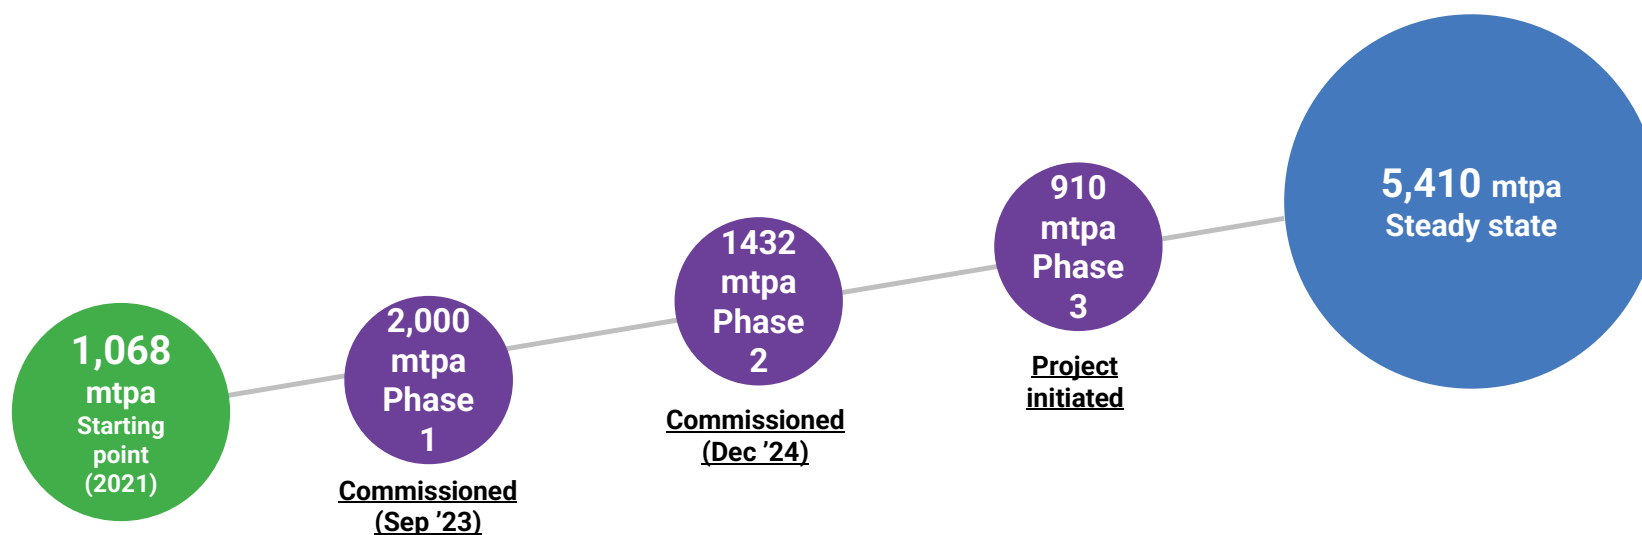 1,068
mtpa
Starting
point
(2021)
2,000
mtpa
Phase
1
Commissioned
(Sep ’23)
1432
mtpa
Phase
2
Commissioned
(Dec ’24)
910
mtpa
Phase
3
Project
initiated
5,410 mtpa
Steady state